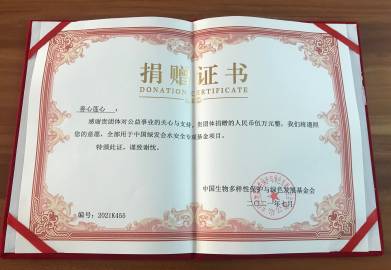 捐赠证书
DONATION CERTIFICATE
善心莲心：
感谢贵团体对公益事业的关心与支持。贵团体捐赠的人民币伍万元整，我们将遵照
您的意愿，全部用于中国绿发会水安全专项基金项目。
特颁此证，谨致谢忱。
中国生物多样性保护与绿色发展基金会
二〇二一年七月
编号：2021K455